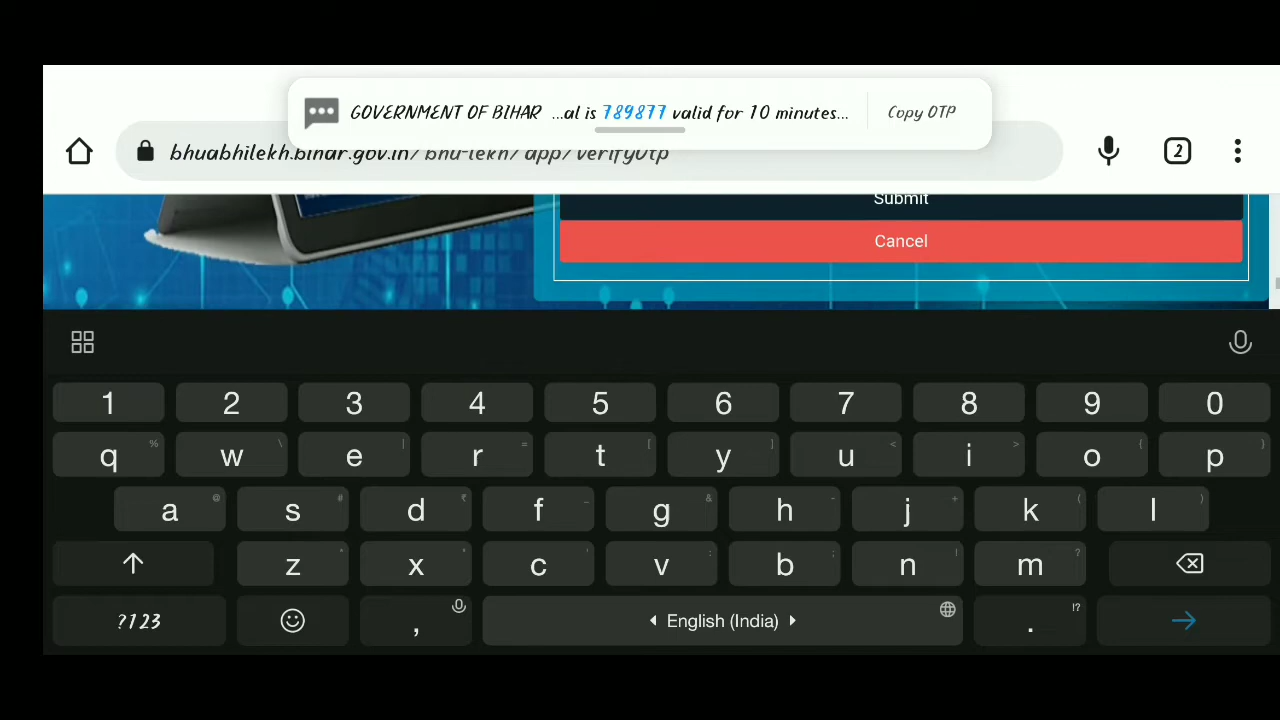 GOVERNMENT OF BIHAR ...al is 789877 valid for 10 minutes... Copy OTP
bhuabhilekh.bihar.gov.in/bhu-lekh/app/verifyOtp
2
Submit
Cancel
1 2 3 4 5 6 7 8 9 0
q % w \ e | r = t [ y ] u < i > o { p }
a @ s # d ₹ f _ g & h - j + k ( l )
z * x " c ' v : b ; n ! m ?
?123 , English (India) . !?